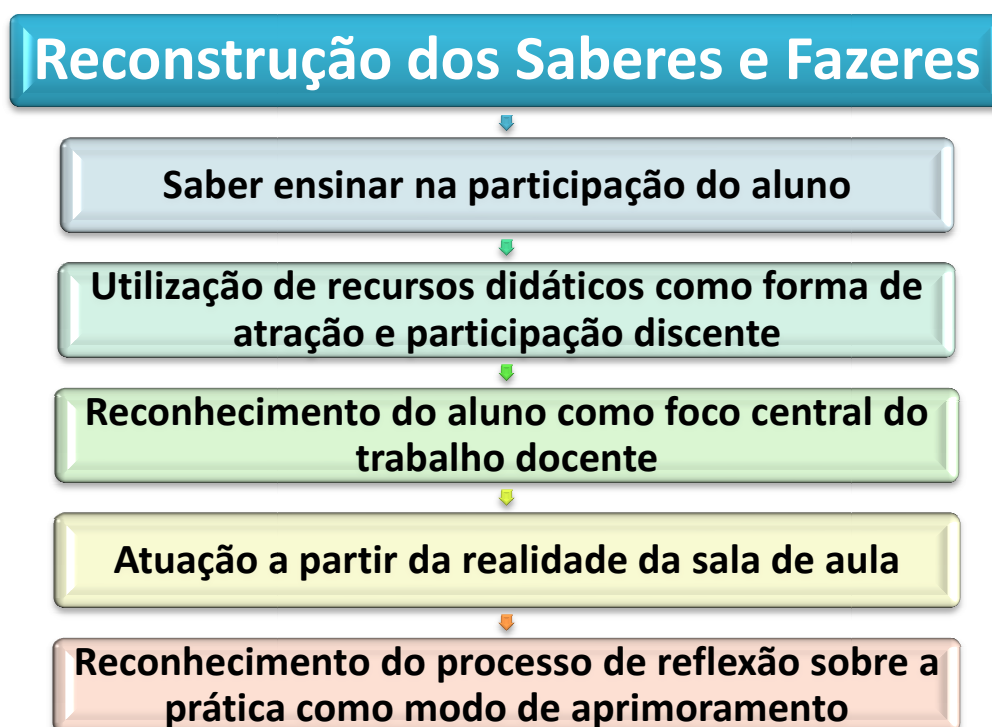 Reconstrução dos Saberes e Fazeres
Saber ensinar na participação do aluno
Utilização de recursos didáticos como forma de
atração e participação discente
Reconhecimento do aluno como foco central do
trabalho docente
Atuação a partir da realidade da sala de aula
Reconhecimento do processo de reflexão sobre a
prática como modo de aprimoramento